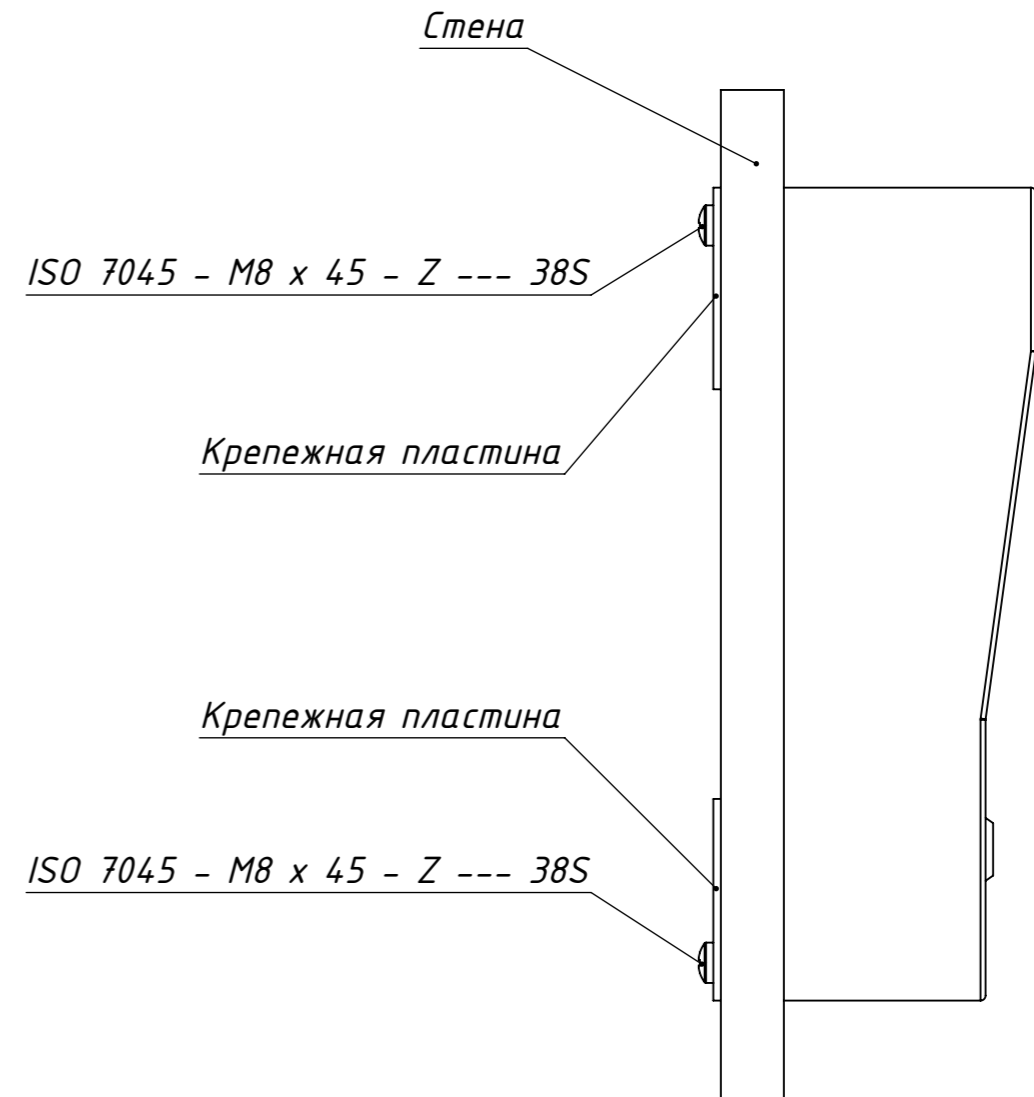 Стена
ISO 7045 - M8 x 45 - Z --- 38S
Крепежная пластина
Крепежная пластина
ISO 7045 - M8 x 45 - Z --- 38S